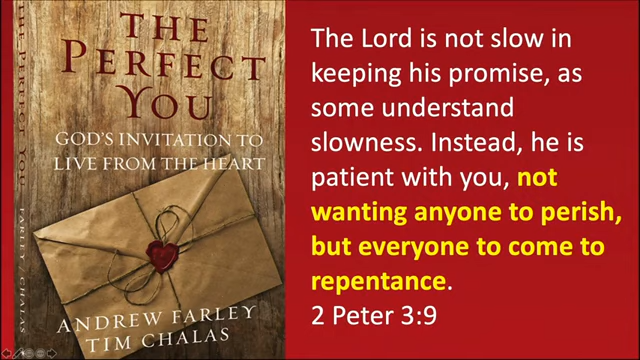 THE PERFECT YOU
FARLEY / CHALAS
THE
PERFECT
YOU
GOD'S INVITATION TO
LIVE FROM THE HEART
ANDREW FARLEY
TIM CHALAS
The Lord is not slow in
keeping his promise, as
some understand
slowness. Instead, he is
patient with you, not
wanting anyone to perish,
but everyone to come to
repentance.
2 Peter 3:9